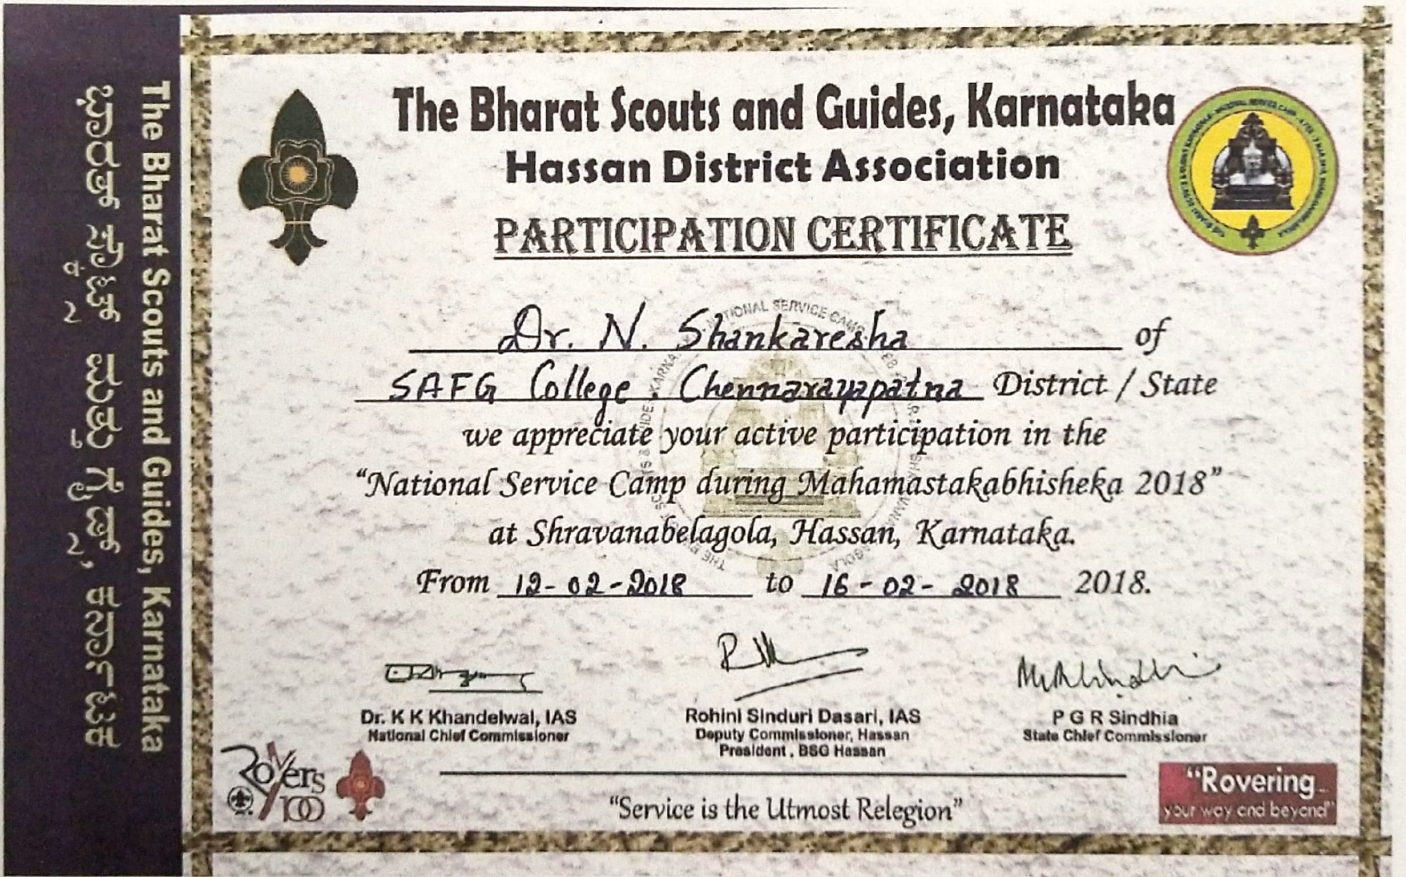 The Bharat Scouts and Guides, Karnataka
ಭಾರತ್ ಸ್ಕೌಟ್ಸ್ ಮತ್ತು ಗೈಡ್ಸ್, ಕರ್ನಾಟಕ
The Bharat Scouts and Guides, Karnataka
Hassan District Association
PARTICIPATION CERTIFICATE
Dr. N. Shankaresha of
SAFG College Chennarayapatna District / State
we appreciate your active participation in the
“National Service Camp during Mahamastakabhisheka 2018”
at Shravanabelagola, Hassan, Karnataka.
From 12-02-2018 to 16-02-2018 2018.
Dr. K K Khandelwal, IAS
National Chief Commissioner
Rohini Sinduri Dasari, IAS
Deputy Commissioner, Hassan
President, BSG Hassan
P G R Sindhia
State Chief Commissioner
Rovers
100
“Service is the Utmost Relegion”
“Rovering
your way and beyond”